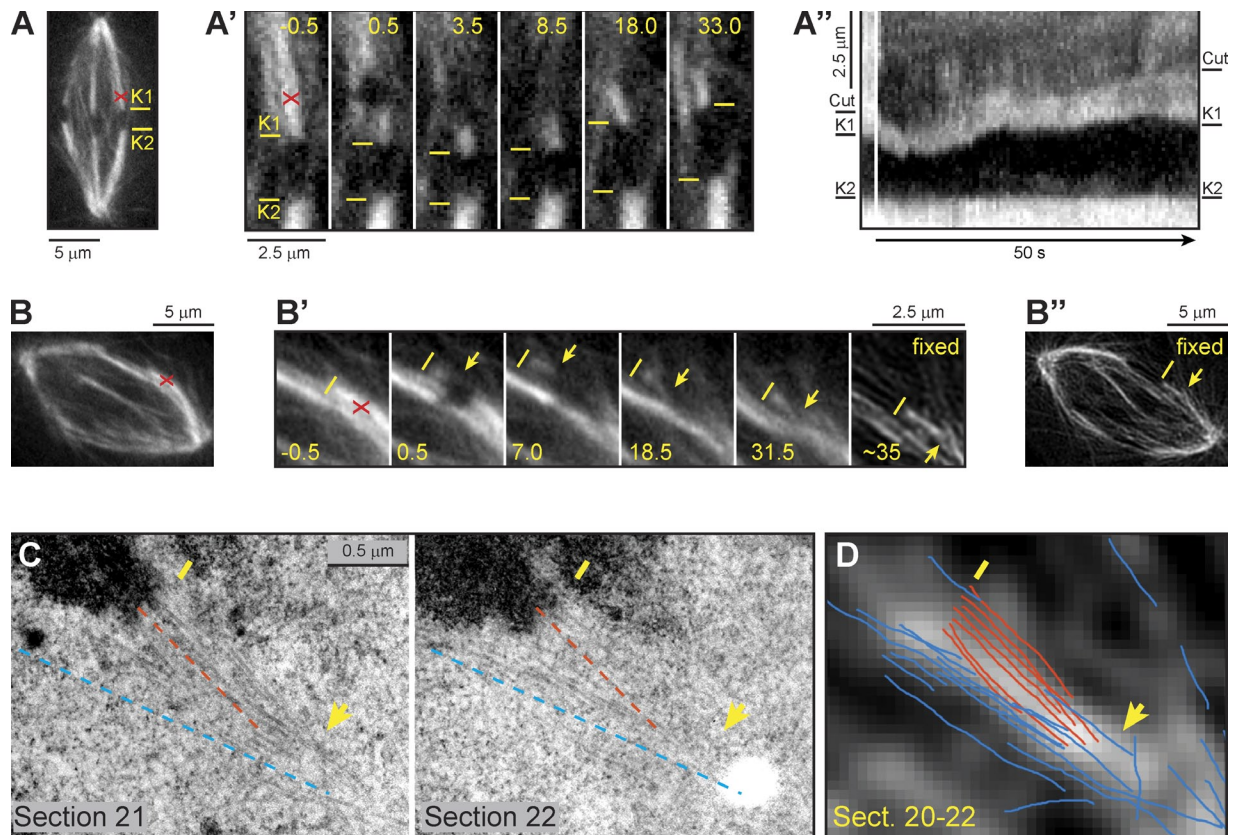 A
K1
K2
5 μm
A’
-0.5
0.5
3.5
8.5
18.0
33.0
K1
K2
2.5 μm
A”
2.5 μm
Cut
K1
K2
Cut
K1
K2
50 s
B
5 μm
B’
2.5 μm
fixed
-0.5
0.5
7.0
18.5
31.5
~35
B”
5 μm
fixed
C
0.5 μm
Section 21
Section 22
D
Sect. 20-22